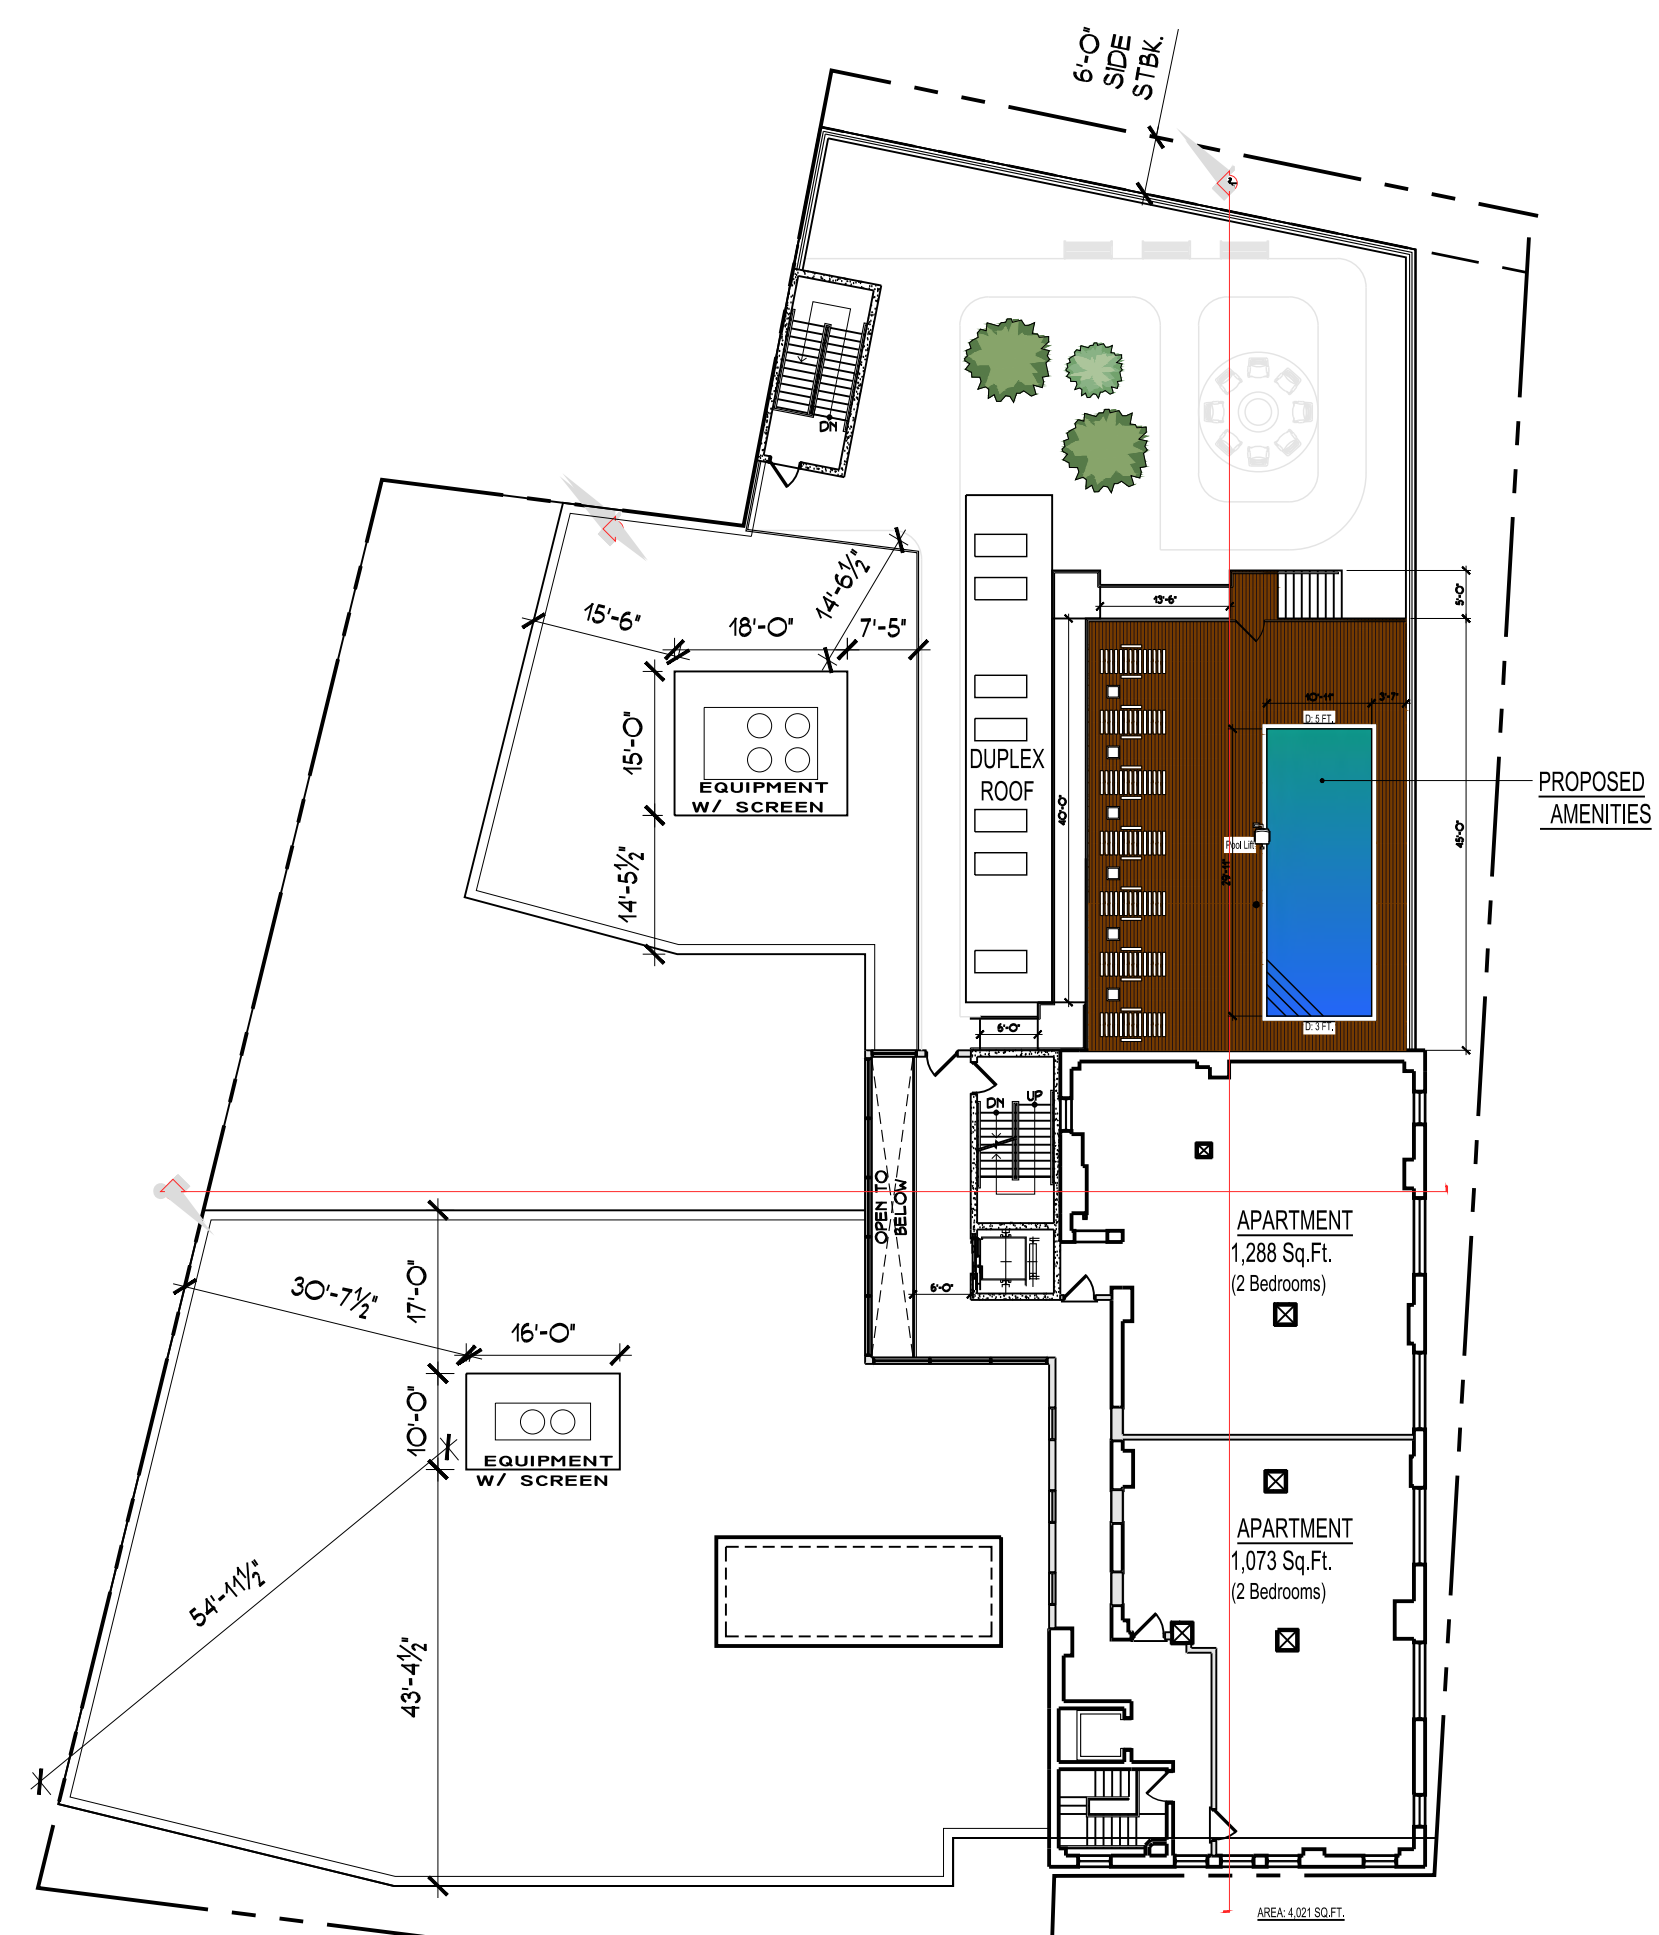 6'-0"
SIDE
STBK.
DN
14'-6½"
15'-6"
18'-0"
7'-5"
13'-6"
5'-0"
15'-0"
EQUIPMENT
W/ SCREEN
DUPLEX
ROOF
10'-11"
3'-7"
D: 5 FT.
PROPOSED
AMENITIES
40'-0"
45'-0"
Pool Lift
29'-11"
14'-5½"
D: 3 FT.
6'-0"
DN
UP
OPEN TO
BELOW
APARTMENT
1,288 Sq.Ft.
(2 Bedrooms)
6'-0"
30'-7½"
17'-0"
16'-0"
10'-0"
EQUIPMENT
W/ SCREEN
54'-11½"
43'-4½"
APARTMENT
1,073 Sq.Ft.
(2 Bedrooms)
AREA: 4,021 SQ.FT.